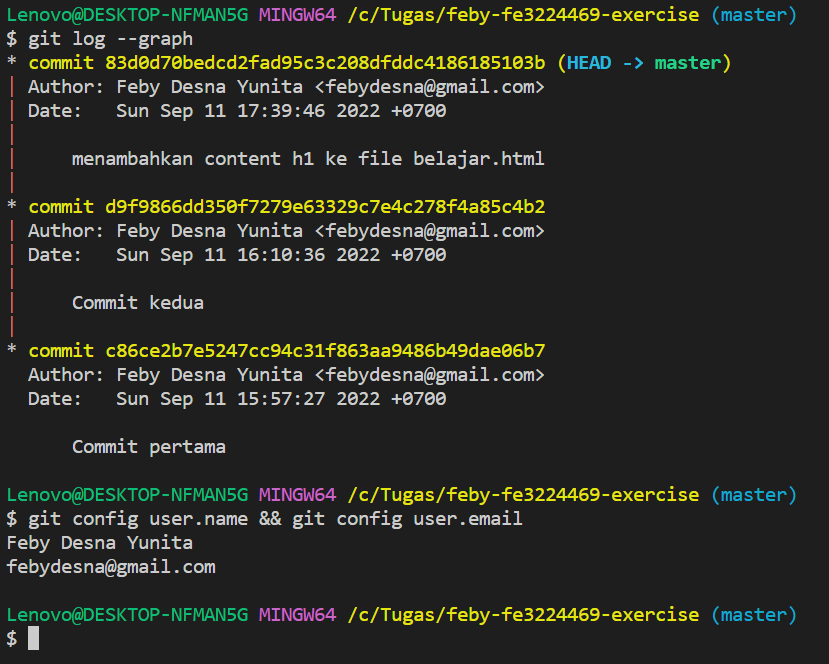 Lenovo@DESKTOP-NFMAN5G MINGW64 /c/Tugas/feby-fe3224469-exercise (master)
$ git log --graph
* commit 83d0d70bedcd2fad95c3c208dfddc4186185103b (HEAD -> master)
| Author: Feby Desna Yunita <febydesna@gmail.com>
| Date:   Sun Sep 11 17:39:46 2022 +0700
|
|     menambahkan content h1 ke file belajar.html
|
* commit d9f9866dd350f7279e63329c7e4c278f4a85c4b2
| Author: Feby Desna Yunita <febydesna@gmail.com>
| Date:   Sun Sep 11 16:10:36 2022 +0700
|
|     Commit kedua
|
* commit c86ce2b7e5247cc94c31f863aa9486b49dae06b7
  Author: Feby Desna Yunita <febydesna@gmail.com>
  Date:   Sun Sep 11 15:57:27 2022 +0700

      Commit pertama

Lenovo@DESKTOP-NFMAN5G MINGW64 /c/Tugas/feby-fe3224469-exercise (master)
$ git config user.name && git config user.email
Feby Desna Yunita
febydesna@gmail.com

Lenovo@DESKTOP-NFMAN5G MINGW64 /c/Tugas/feby-fe3224469-exercise (master)
$